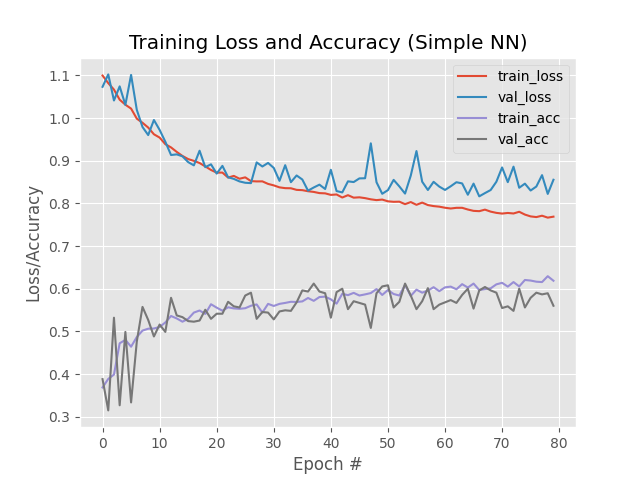 Training Loss and Accuracy (Simple NN)
train_loss
val_loss
train_acc
val_acc
1.1
1.0
0.9
0.8
0.7
0.6
0.5
0.4
0.3
Loss/Accuracy
0 10 20 30 40 50 60 70 80
Epoch #